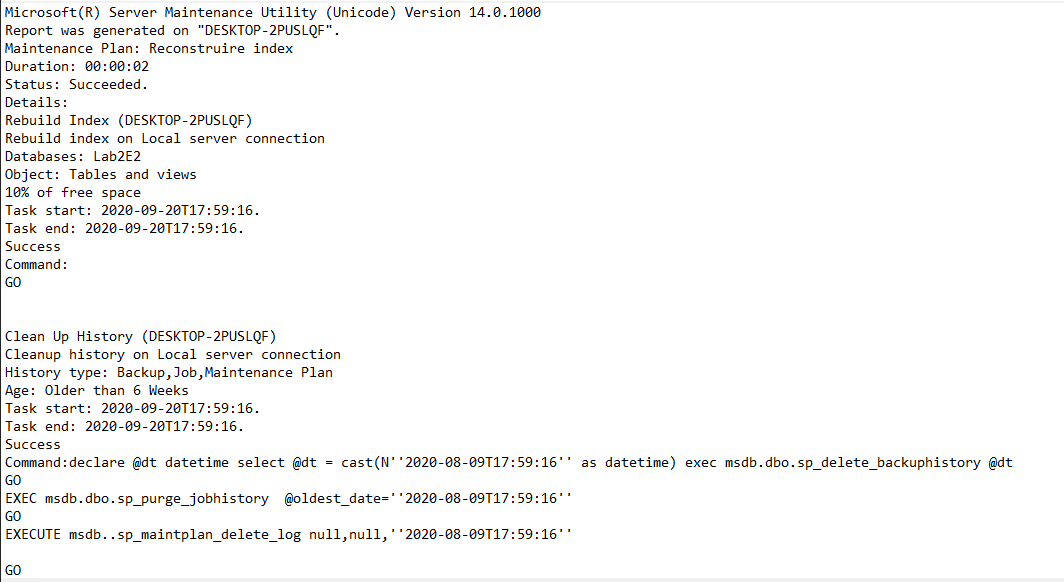 Microsoft(R) Server Maintenance Utility (Unicode) Version 14.0.1000
Report was generated on "DESKTOP-2PUSLQF".
Maintenance Plan: Reconstruire index
Duration: 00:00:02
Status: Succeeded.
Details:
Rebuild Index (DESKTOP-2PUSLQF)
Rebuild index on Local server connection
Databases: Lab2E2
Object: Tables and views
10% of free space
Task start: 2020-09-20T17:59:16.
Task end: 2020-09-20T17:59:16.
Success
Command:
GO
Clean Up History (DESKTOP-2PUSLQF)
Cleanup history on Local server connection
History type: Backup,Job,Maintenance Plan
Age: Older than 6 Weeks
Task start: 2020-09-20T17:59:16.
Task end: 2020-09-20T17:59:16.
Success
Command:declare @dt datetime select @dt = cast(N''2020-08-09T17:59:16'' as datetime) exec msdb.dbo.sp_delete_backuphistory @dt
GO
EXEC msdb.dbo.sp_purge_jobhistory  @oldest_date=''2020-08-09T17:59:16''
GO
EXECUTE msdb..sp_maintplan_delete_log null,null,''2020-08-09T17:59:16''
GO